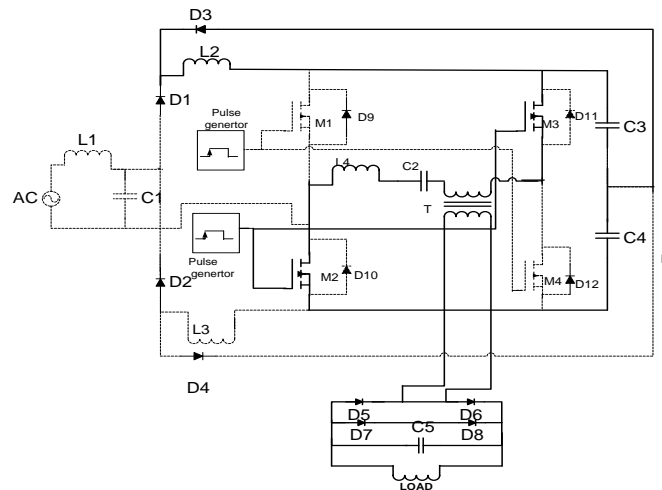 D3
L2
D1
Pulse
genertor
M1
D9
M3
D11
C3
L1
L4
C2
AC
C1
T
C4
Pulse
genertor
D2
M2
D10
M4
D12
L3
D4
D5
D6
C5
D7
D8
LOAD